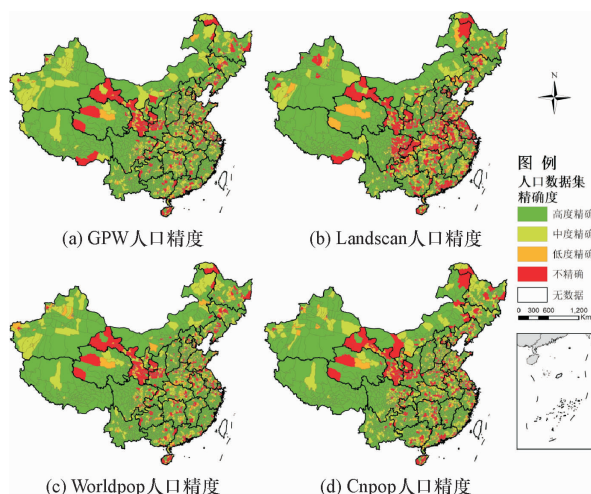 N
(a) GPW人口精度
(b) Landscan人口精度
图 例
人口数据集
精确度
高度精确
中度精确
低度精确
不精确
无数据
0 300 600 1,200
Km
(c) Worldpop人口精度
(d) Cnpop人口精度